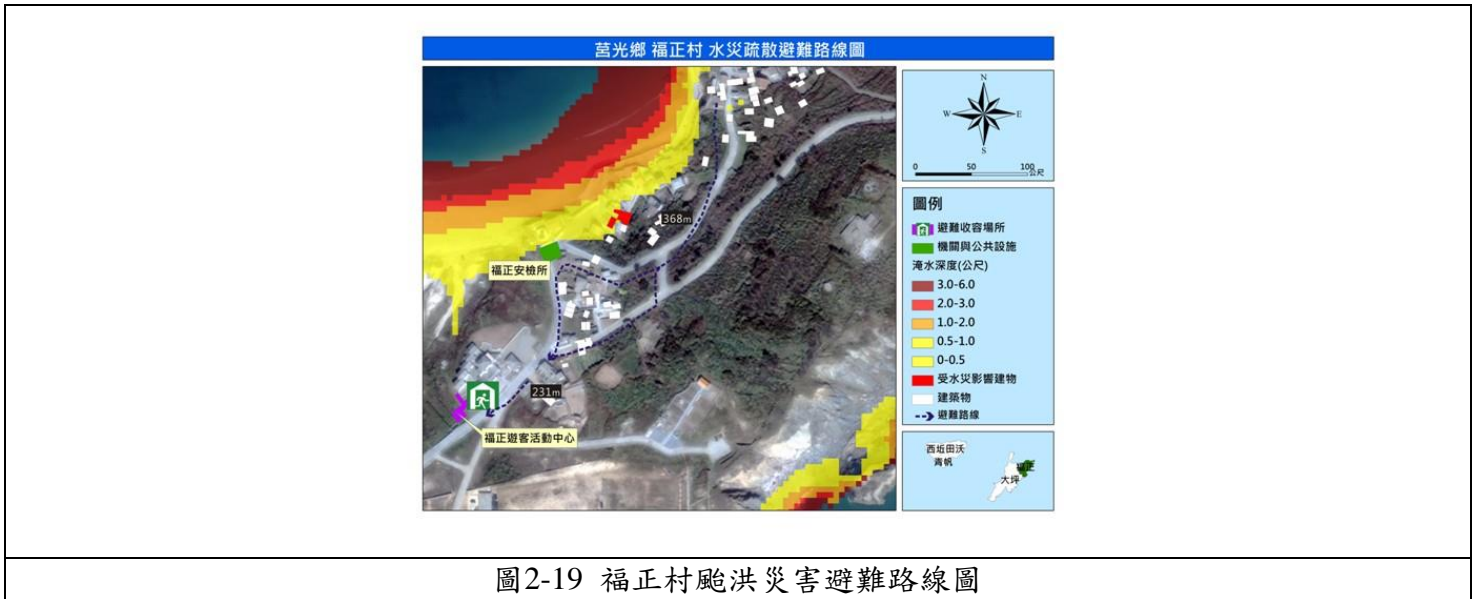 莒光鄉 福正村 水災疏散避難路線圖
N
W
E
S
0 50 100公尺
368m
福正安檢所
231m
福正遊客活動中心
圖例
避難收容場所
機關與公共設施
淹水深度(公尺)
3.0-6.0
2.0-3.0
1.0-2.0
0.5-1.0
0-0.5
受水災影響建物
建築物
避難路線
西坵田沃
青帆
福正
大坪
圖2-19 福正村颱洪災害避難路線圖